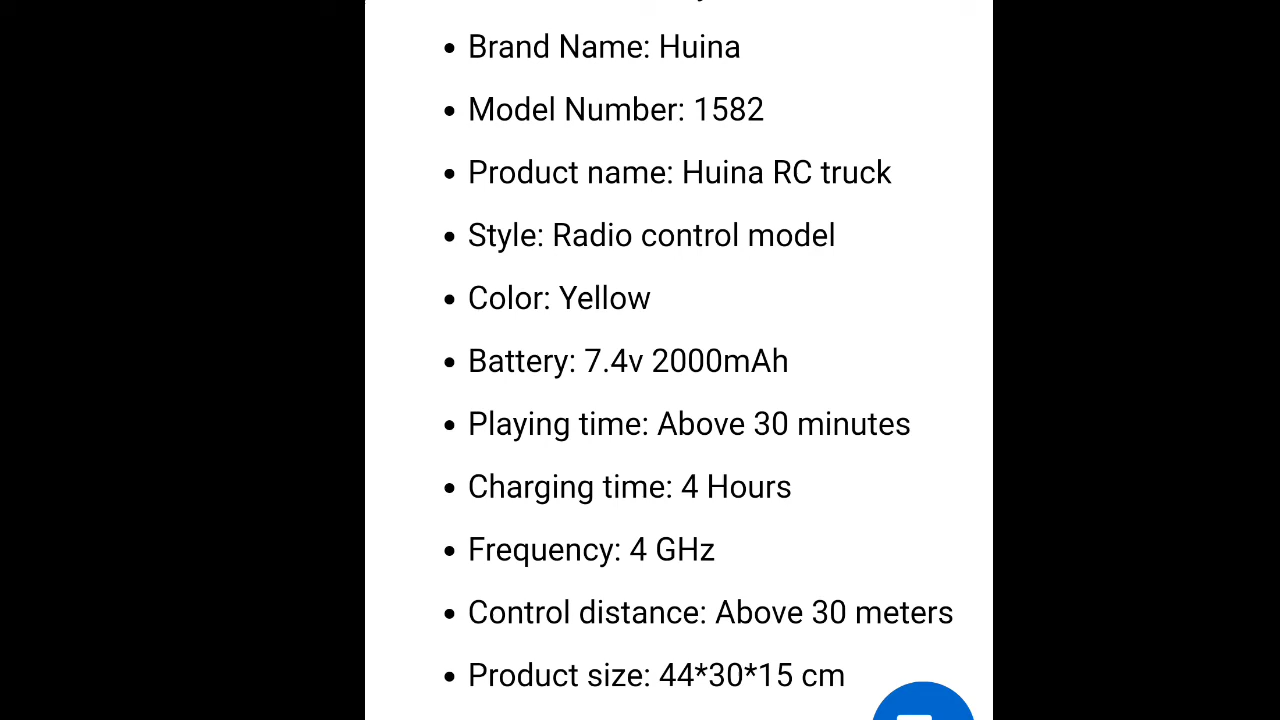 Brand Name: Huina
Model Number: 1582
Product name: Huina RC truck
Style: Radio control model
Color: Yellow
Battery: 7.4v 2000mAh
Playing time: Above 30 minutes
Charging time: 4 Hours
Frequency: 4 GHz
Control distance: Above 30 meters
Product size: 44*30*15 cm